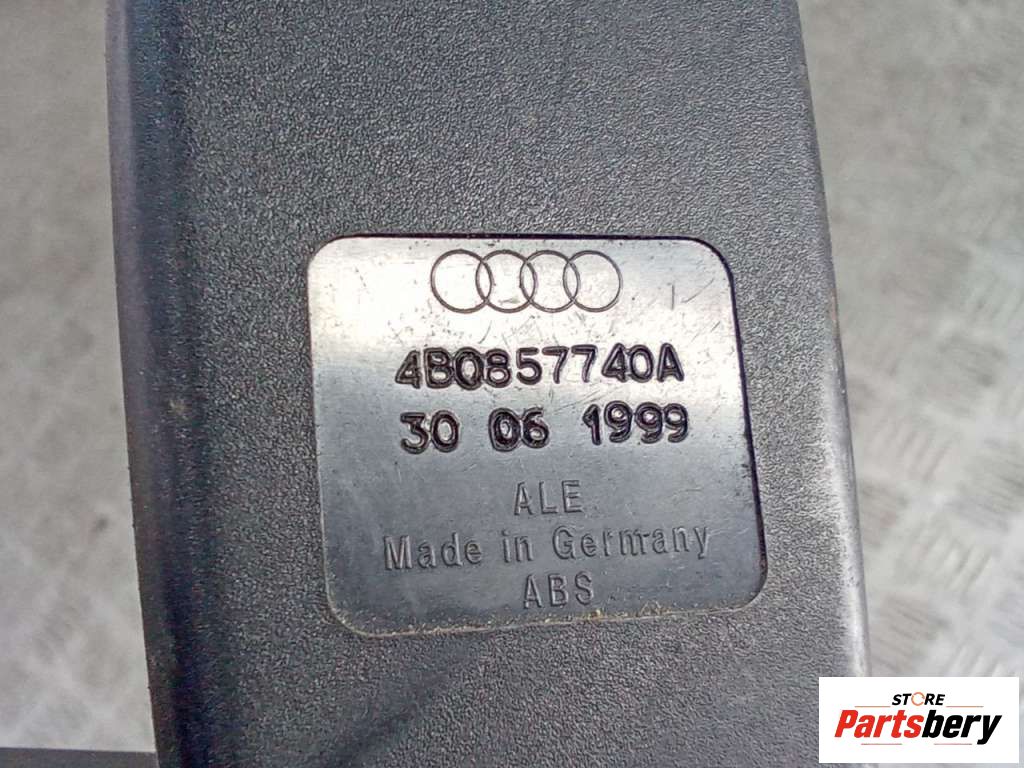 4B0857740A
30 06 1999
ALE
Made in Germany
ABS
STORE
Partsbery